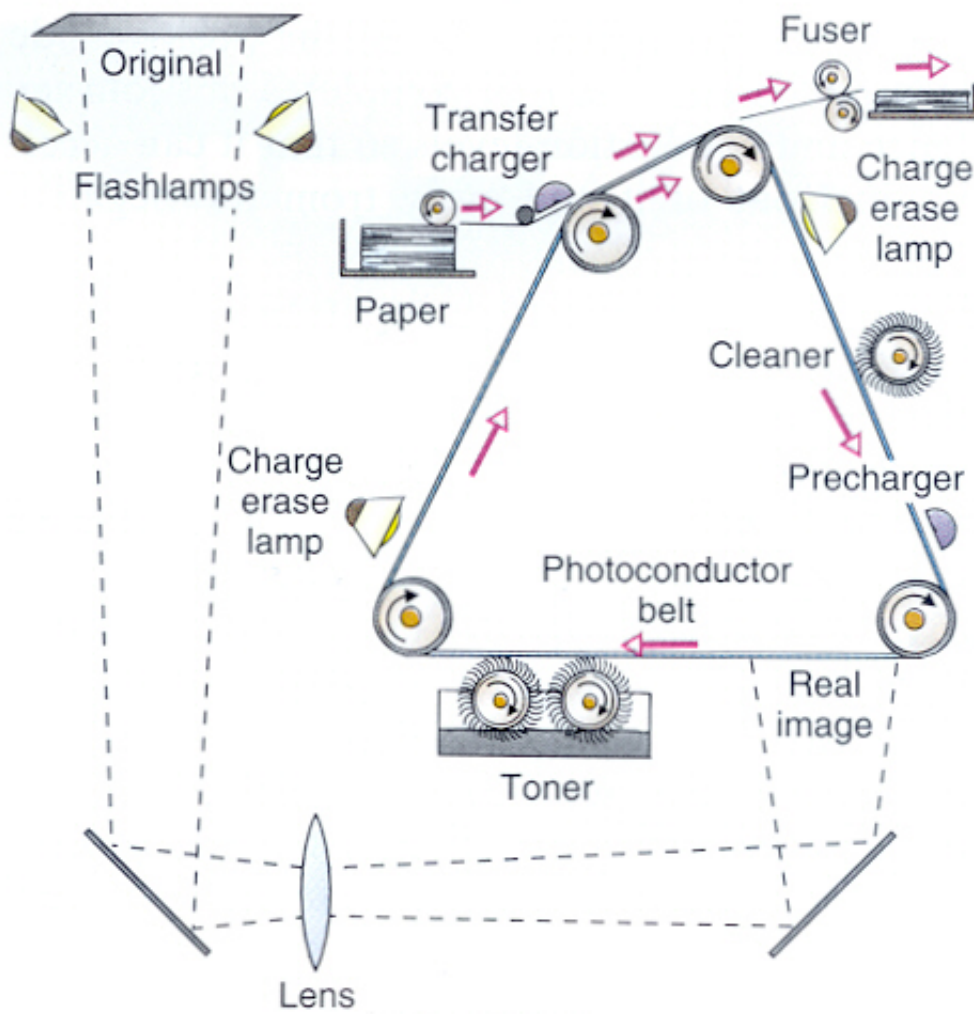 Original
Flashlamps
Fuser
Transfer
charger
Paper
Charge
erase
lamp
Cleaner
Precharger
Charge
erase
lamp
Photoconductor
belt
Real
image
Toner
Lens